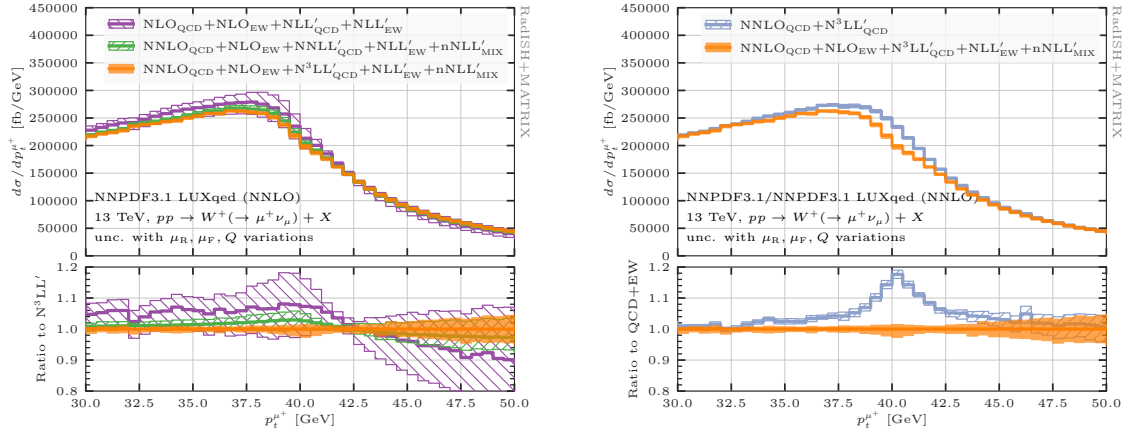 NLO_QCD+NLO_EW+NLL′_QCD+NLL′_EW
NNLO_QCD+NLO_EW+NNLL′_QCD+NLL′_EW+nNLL′_MIX
NNLO_QCD+NLO_EW+N³LL′_QCD+NLL′_EW+nNLL′_MIX
RadISH+MATRIX
dσ/dp_t^{μ⁺} [fb/GeV]
400000
350000
300000
250000
200000
150000
100000
50000
0
NNPDF3.1 LUXqed (NNLO)
13 TeV, pp → W⁺(→ μ⁺ν_μ) + X
unc. with μ_R, μ_F, Q variations
Ratio to N³LL′
1.2
1.1
1.0
0.9
0.8
30.0 32.5 35.0 37.5 40.0 42.5 45.0 47.5 50.0
p_t^{μ⁺} [GeV]
NNLO_QCD+N³LL′_QCD
NNLO_QCD+NLO_EW+N³LL′_QCD+NLL′_EW+nNLL′_MIX
RadISH+MATRIX
dσ/dp_t^{μ⁺} [fb/GeV]
400000
350000
300000
250000
200000
150000
100000
50000
0
NNPDF3.1/NNPDF3.1 LUXqed (NNLO)
13 TeV, pp → W⁺(→ μ⁺ν_μ) + X
unc. with μ_R, μ_F, Q variations
Ratio to QCD+EW
1.2
1.1
1.0
0.9
0.8
30.0 32.5 35.0 37.5 40.0 42.5 45.0 47.5 50.0
p_t^{μ⁺} [GeV]